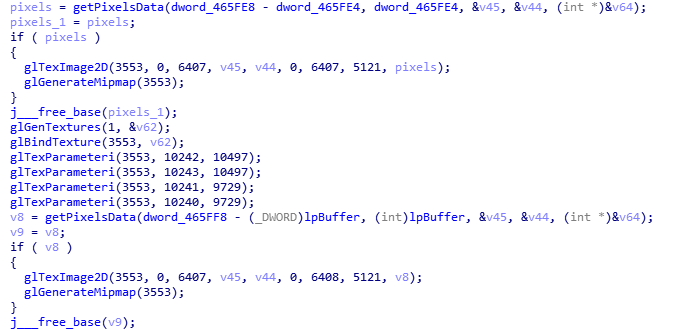 pixels = getPixelsData(dword_465FE8 - dword_465FE4, dword_465FE4, &v45, &v44, (int *)&v64);
pixels_1 = pixels;
if ( pixels )
{
glTexImage2D(3553, 0, 6407, v45, v44, 0, 6407, 5121, pixels);
glGenerateMipmap(3553);
}
j___free_base(pixels_1);
glGenTextures(1, &v62);
glBindTexture(3553, v62);
glTexParameteri(3553, 10242, 10497);
glTexParameteri(3553, 10243, 10497);
glTexParameteri(3553, 10241, 9729);
glTexParameteri(3553, 10240, 9729);
v8 = getPixelsData(dword_465FF8 - (_DWORD)lpBuffer, (int)lpBuffer, &v45, &v44, (int *)&v64);
v9 = v8;
if ( v8 )
{
glTexImage2D(3553, 0, 6407, v45, v44, 0, 6408, 5121, v8);
glGenerateMipmap(3553);
}
j___free_base(v9);